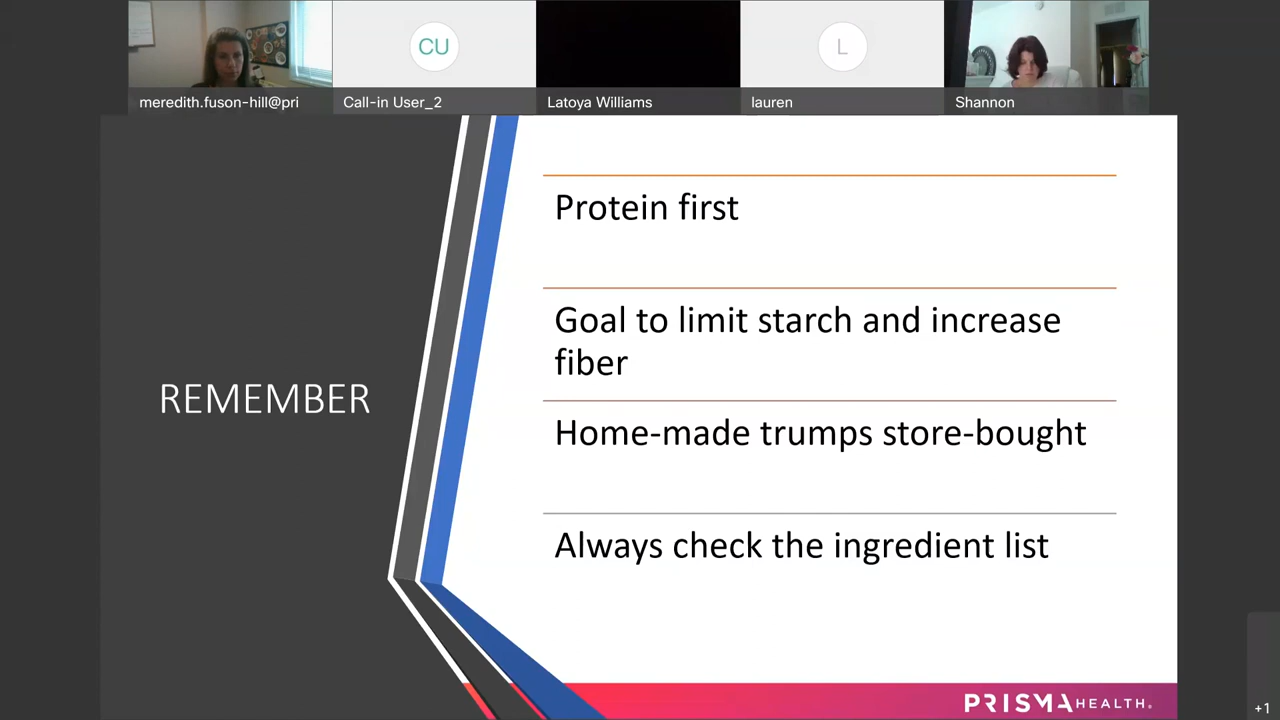 CU
L
meredith.fuson-hill@pri
Call-in User_2
Latoya Williams
lauren
Shannon
REMEMBER
Protein first
Goal to limit starch and increase
fiber
Home-made trumps store-bought
Always check the ingredient list
PRISMA HEALTH.
+1